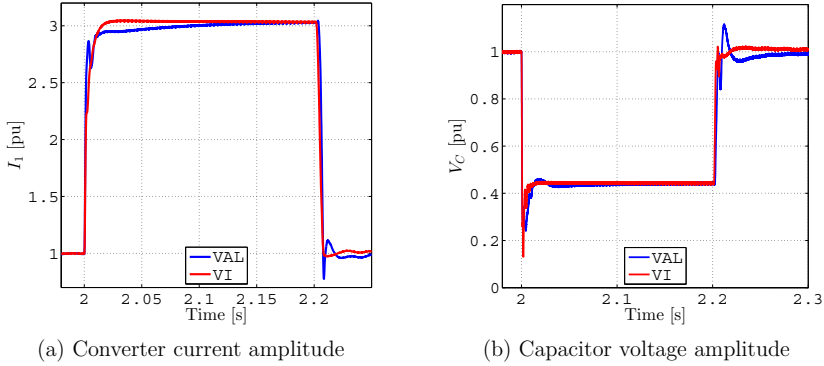 3
2.5
2
1.5
1
I₁ [pu]
VAL
VI
2
2.05
2.1
2.15
2.2
Time [s]
(a) Converter current amplitude
1
0.8
0.6
0.4
0.2
0
V_C [pu]
VAL
VI
2
2.1
2.2
2.3
Time [s]
(b) Capacitor voltage amplitude